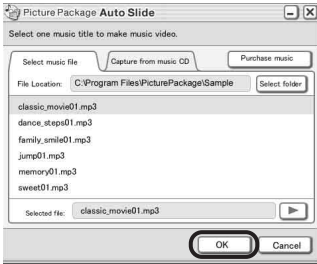 Picture Package Auto Slide
Select one music title to make music video.
Select music file
Capture from music CD
Purchase music
File Location: C:\Program Files\PicturePackage\Sample
Select folder
classic_movie01.mp3
dance_steps01.mp3
family_smile01.mp3
jump01.mp3
memory01.mp3
sweet01.mp3
Selected file: classic_movie01.mp3
OK
Cancel